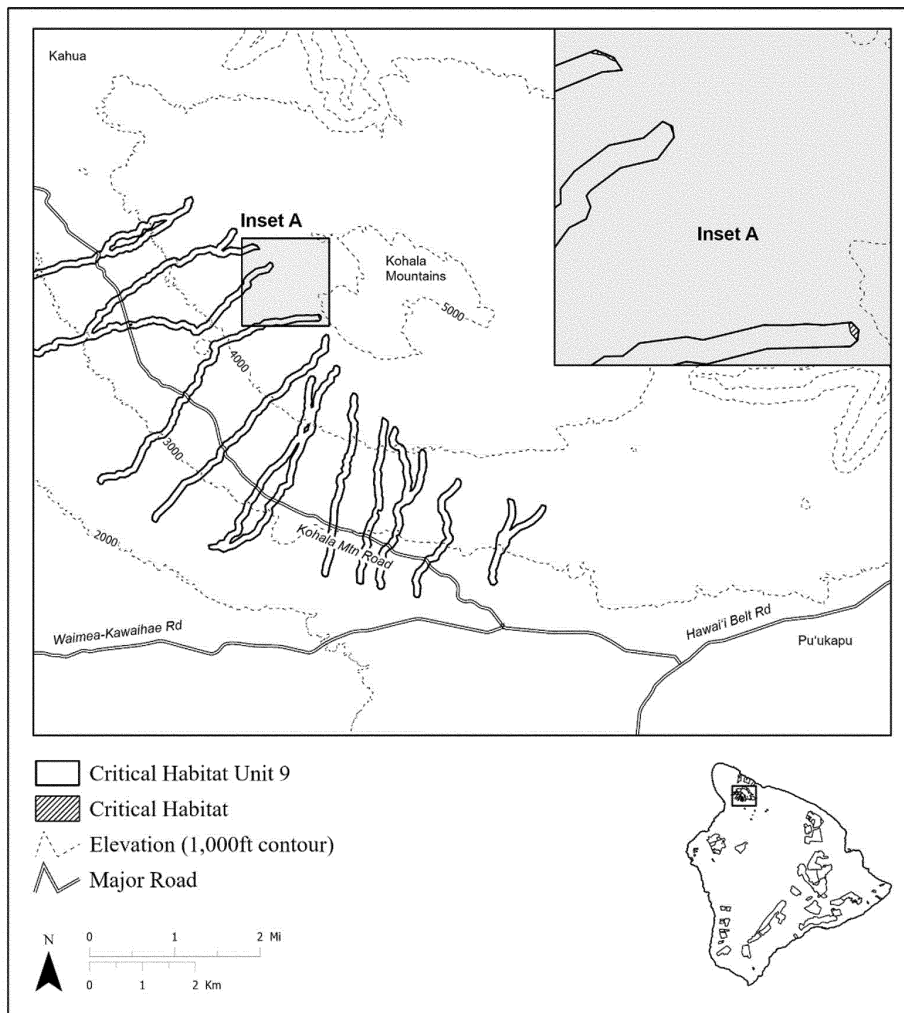 Kahua
Inset A
Inset A
Kohala
Mountains
5000
4000
3000
2000
Kohala Mtn Road
Waimea-Kawaihae Rd
Hawai'i Belt Rd
Pu'ukapu
Critical Habitat Unit 9
Critical Habitat
Elevation (1,000ft contour)
Major Road
N
0 1 2 Mi
0 1 2 Km